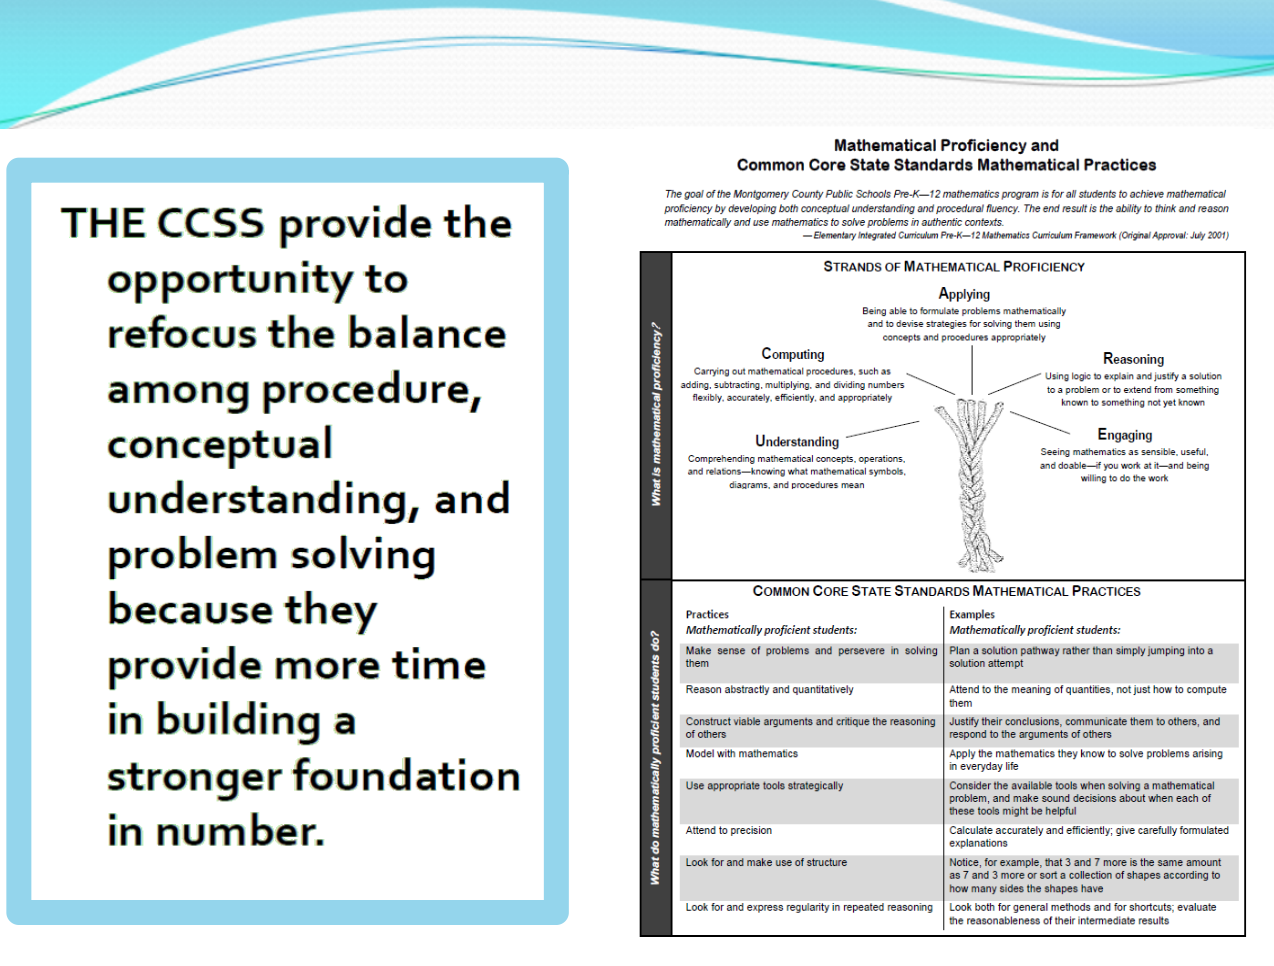 THE CCSS provide the
opportunity to
refocus the balance
among procedure,
conceptual
understanding, and
problem solving
because they
provide more time
in building a
stronger foundation
in number.
Mathematical Proficiency and
Common Core State Standards Mathematical Practices
The goal of the Montgomery County Public Schools Pre-K—12 mathematics program is for all students to achieve mathematical
proficiency by developing both conceptual understanding and procedural fluency. The end result is the ability to think and reason
mathematically and use mathematics to solve problems in authentic contexts.
— Elementary Integrated Curriculum Pre-K—12 Mathematics Curriculum Framework (Original Approval: July 2001)
What is mathematical proficiency?
STRANDS OF MATHEMATICAL PROFICIENCY
Applying
Being able to formulate problems mathematically
and to devise strategies for solving them using
concepts and procedures appropriately
Computing
Carrying out mathematical procedures, such as
adding, subtracting, multiplying, and dividing numbers
flexibly, accurately, efficiently, and appropriately
Reasoning
Using logic to explain and justify a solution
to a problem or to extend from something
known to something not yet known
Understanding
Comprehending mathematical concepts, operations,
and relations—knowing what mathematical symbols,
diagrams, and procedures mean
Engaging
Seeing mathematics as sensible, useful,
and doable—if you work at it—and being
willing to do the work
What do mathematically proficient students do?
COMMON CORE STATE STANDARDS MATHEMATICAL PRACTICES
Practices
Mathematically proficient students:
Examples
Mathematically proficient students:
Make sense of problems and persevere in solving
them
Plan a solution pathway rather than simply jumping into a
solution attempt
Reason abstractly and quantitatively
Attend to the meaning of quantities, not just how to compute
them
Construct viable arguments and critique the reasoning
of others
Justify their conclusions, communicate them to others, and
respond to the arguments of others
Model with mathematics
Apply the mathematics they know to solve problems arising
in everyday life
Use appropriate tools strategically
Consider the available tools when solving a mathematical
problem, and make sound decisions about when each of
these tools might be helpful
Attend to precision
Calculate accurately and efficiently; give carefully formulated
explanations
Look for and make use of structure
Notice, for example, that 3 and 7 more is the same amount
as 7 and 3 more or sort a collection of shapes according to
how many sides the shapes have
Look for and express regularity in repeated reasoning
Look both for general methods and for shortcuts; evaluate
the reasonableness of their intermediate results